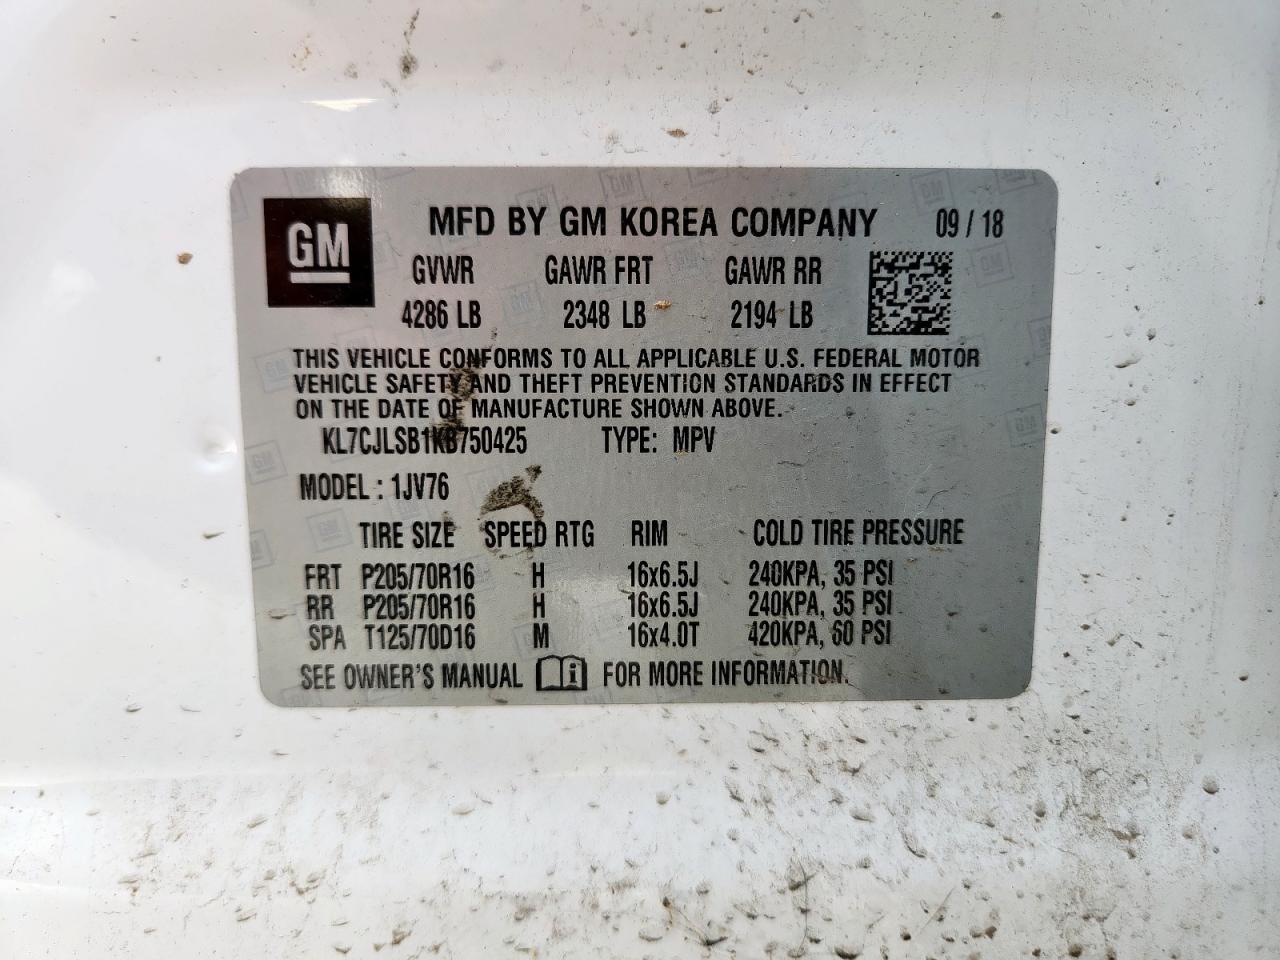 GM
MFD BY GM KOREA COMPANY 09 / 18
GVWR GAWR FRT GAWR RR
4286 LB 2348 LB 2194 LB
THIS VEHICLE CONFORMS TO ALL APPLICABLE U.S. FEDERAL MOTOR
VEHICLE SAFETY AND THEFT PREVENTION STANDARDS IN EFFECT
ON THE DATE OF MANUFACTURE SHOWN ABOVE.
KL7CJLSB1KB750425 TYPE: MPV
MODEL : 1JV76
TIRE SIZE SPEED RTG RIM COLD TIRE PRESSURE
FRT P205/70R16 H 16x6.5J 240KPA, 35 PSI
RR P205/70R16 H 16x6.5J 240KPA, 35 PSI
SPA T125/70D16 M 16x4.0T 420KPA, 60 PSI
SEE OWNER'S MANUAL FOR MORE INFORMATION.